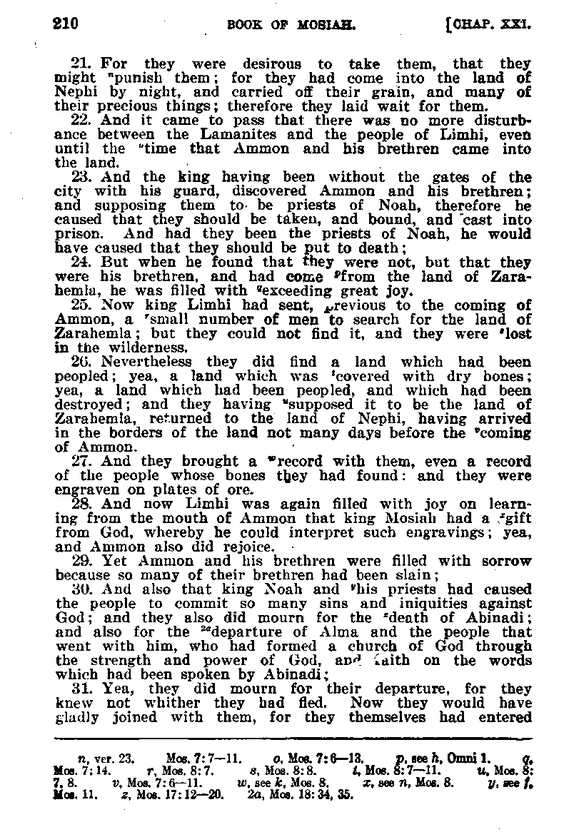 210 BOOK OF MOSIAH. [CHAP. XXI.
21. For they were desirous to take them, that they
might "punish them; for they had come into the land of
Nephi by night, and carried off their grain, and many of
their precious things; therefore they laid wait for them.
22. And it came to pass that there was no more disturb-
ance between the Lamanites and the people of Limhi, even
until the °time that Ammon and his brethren came into
the land.
23. And the king having been without the gates of the
city with his guard, discovered Ammon and his brethren;
and supposing them to be priests of Noah, therefore he
caused that they should be taken, and bound, and cast into
prison. And had they been the priests of Noah, he would
have caused that they should be put to death;
24. But when he found that they were not, but that they
were his brethren, and had come ᵖfrom the land of Zara-
hemla, he was filled with ᑫexceeding great joy.
25. Now king Limhi had sent, previous to the coming of
Ammon, a ʳsmall number of men to search for the land of
Zarahemla; but they could not find it, and they were ˢlost
in the wilderness.
26. Nevertheless they did find a land which had been
peopled; yea, a land which was ᵗcovered with dry bones;
yea, a land which had been peopled, and which had been
destroyed; and they having ᵘsupposed it to be the land of
Zarahemla, returned to the land of Nephi, having arrived
in the borders of the land not many days before the ᵛcoming
of Ammon.
27. And they brought a ʷrecord with them, even a record
of the people whose bones they had found: and they were
engraven on plates of ore.
28. And now Limhi was again filled with joy on learn-
ing from the mouth of Ammon that king Mosiah had a ˣgift
from God, whereby he could interpret such engravings; yea,
and Ammon also did rejoice.
29. Yet Ammon and his brethren were filled with sorrow
because so many of their brethren had been slain;
30. And also that king Noah and ʸhis priests had caused
the people to commit so many sins and iniquities against
God; and they also did mourn for the ᶻdeath of Abinadi;
and also for the ²ᵃdeparture of Alma and the people that
went with him, who had formed a church of God through
the strength and power of God, and faith on the words
which had been spoken by Abinadi;
31. Yea, they did mourn for their departure, for they
knew not whither they had fled. Now they would have
gladly joined with them, for they themselves had entered
n, ver. 23. Mos. 7: 7—11. o, Mos. 7: 6—13. p, see h, Omni 1. q,
Mos. 7: 14. r, Mos. 8: 7. s, Mos. 8: 8. t, Mos. 8: 7—11. u, Mos. 8:
7, 8. v, Mos. 7: 6—11. w, see k, Mos. 8. x, see n, Mos. 8. y, see f,
Mos. 11. z, Mos. 17: 12—20. 2a, Mos. 18: 34, 35.